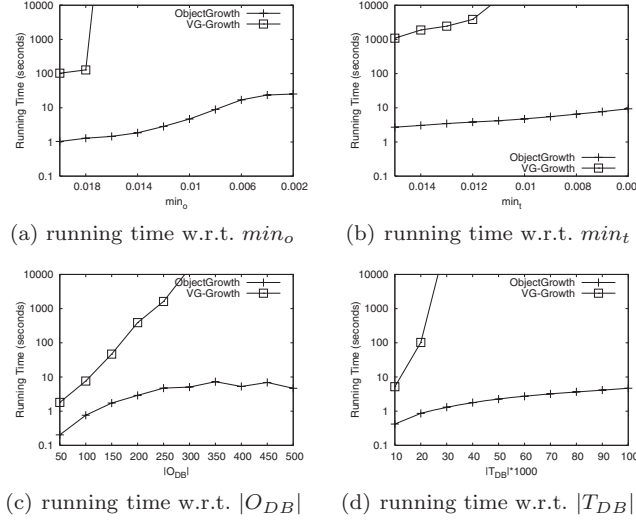 10000
1000
100
10
1
0.1
Running Time (seconds)
ObjectGrowth
VG-Growth
0.018 0.014 0.01 0.006 0.002
min_o
(a) running time w.r.t. min_o
10000
1000
100
10
1
0.1
Running Time (seconds)
ObjectGrowth
VG-Growth
0.014 0.012 0.01 0.008 0.00
min_t
(b) running time w.r.t. min_t
10000
1000
100
10
1
0.1
Running Time (seconds)
ObjectGrowth
VG-Growth
50 100 150 200 250 300 350 400 450 500
|O_DB|
(c) running time w.r.t. |O_DB|
10000
1000
100
10
1
0.1
Running Time (seconds)
ObjectGrowth
VG-Growth
10 20 30 40 50 60 70 80 90 100
|T_DB|*1000
(d) running time w.r.t. |T_DB|